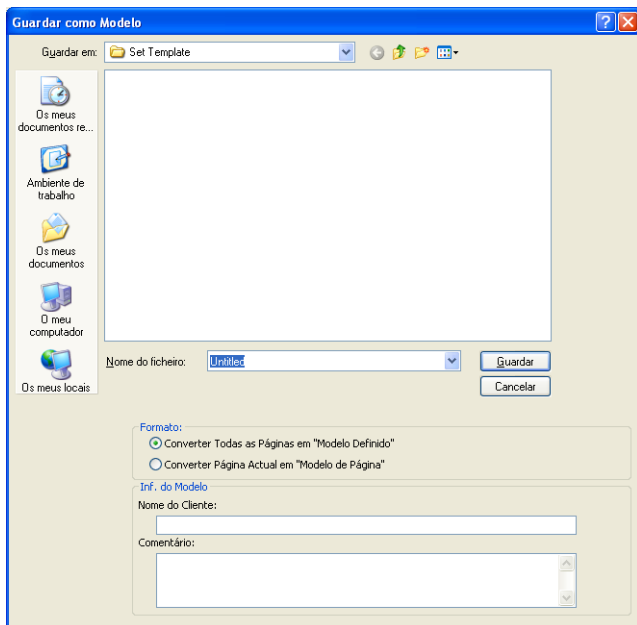 Guardar como Modelo
Guardar em: Set Template
Os meus
documentos re...
Ambiente de
trabalho
Os meus
documentos
O meu
computador
Os meus locais
Nome do ficheiro: Untitled Guardar
Cancelar
Formato:
Converter Todas as Páginas em "Modelo Definido"
Converter Página Actual em "Modelo de Página"
Inf. do Modelo
Nome do Cliente:
Comentário: